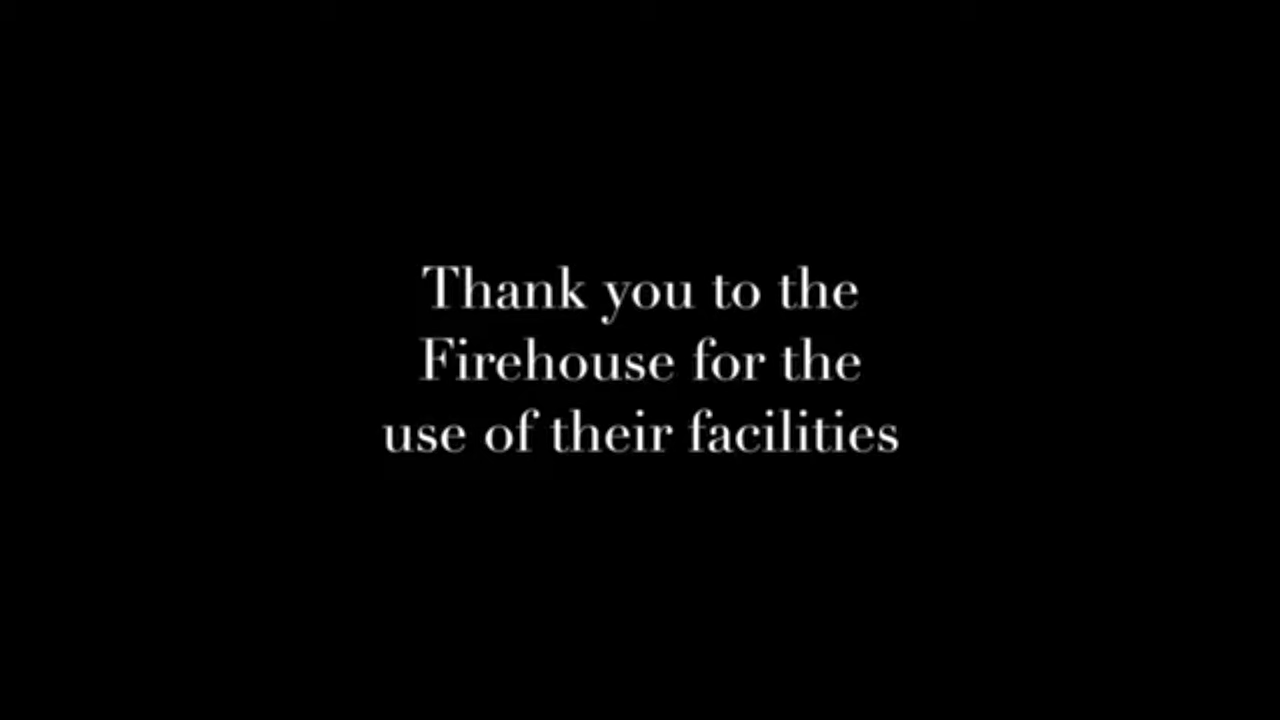 Thank you to the
Firehouse for the
use of their facilities